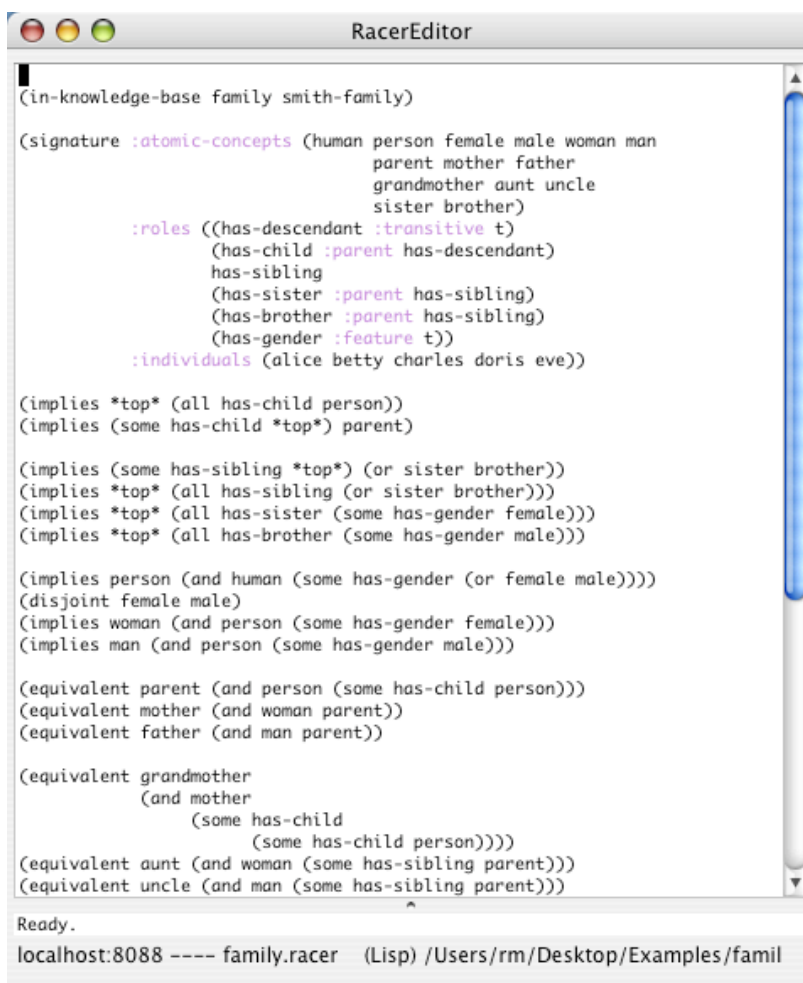 RacerEditor
(in-knowledge-base family smith-family)
(signature :atomic-concepts (human person female male woman man
parent mother father
grandmother aunt uncle
sister brother)
:roles ((has-descendant :transitive t)
(has-child :parent has-descendant)
has-sibling
(has-sister :parent has-sibling)
(has-brother :parent has-sibling)
(has-gender :feature t))
:individuals (alice betty charles doris eve))
(implies *top* (all has-child person))
(implies (some has-child *top*) parent)
(implies (some has-sibling *top*) (or sister brother))
(implies *top* (all has-sibling (or sister brother)))
(implies *top* (all has-sister (some has-gender female)))
(implies *top* (all has-brother (some has-gender male)))
(implies person (and human (some has-gender (or female male))))
(disjoint female male)
(implies woman (and person (some has-gender female)))
(implies man (and person (some has-gender male)))
(equivalent parent (and person (some has-child person)))
(equivalent mother (and woman parent))
(equivalent father (and man parent))
(equivalent grandmother
(and mother
(some has-child
(some has-child person))))
(equivalent aunt (and woman (some has-sibling parent)))
(equivalent uncle (and man (some has-sibling parent)))
Ready.
localhost:8088 ---- family.racer (Lisp) /Users/rm/Desktop/Examples/famil